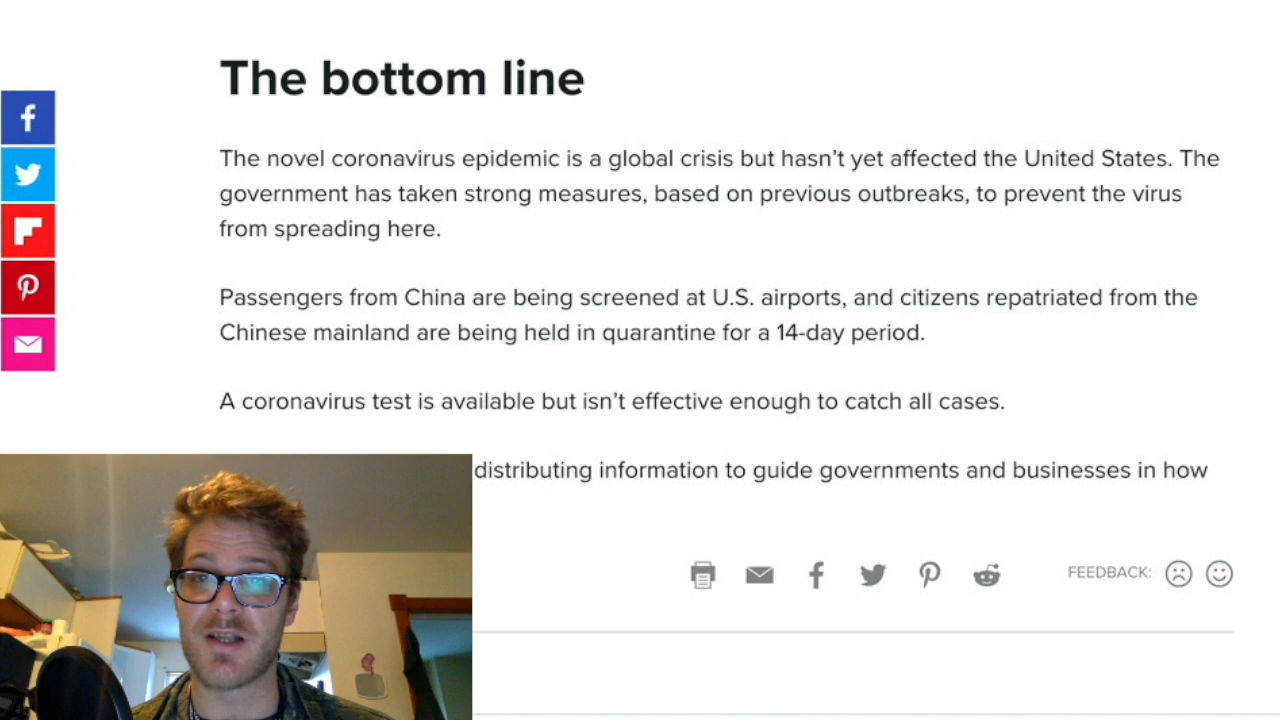 The bottom line
The novel coronavirus epidemic is a global crisis but hasn’t yet affected the United States. The
government has taken strong measures, based on previous outbreaks, to prevent the virus
from spreading here.
Passengers from China are being screened at U.S. airports, and citizens repatriated from the
Chinese mainland are being held in quarantine for a 14-day period.
A coronavirus test is available but isn’t effective enough to catch all cases.
distributing information to guide governments and businesses in how
FEEDBACK: